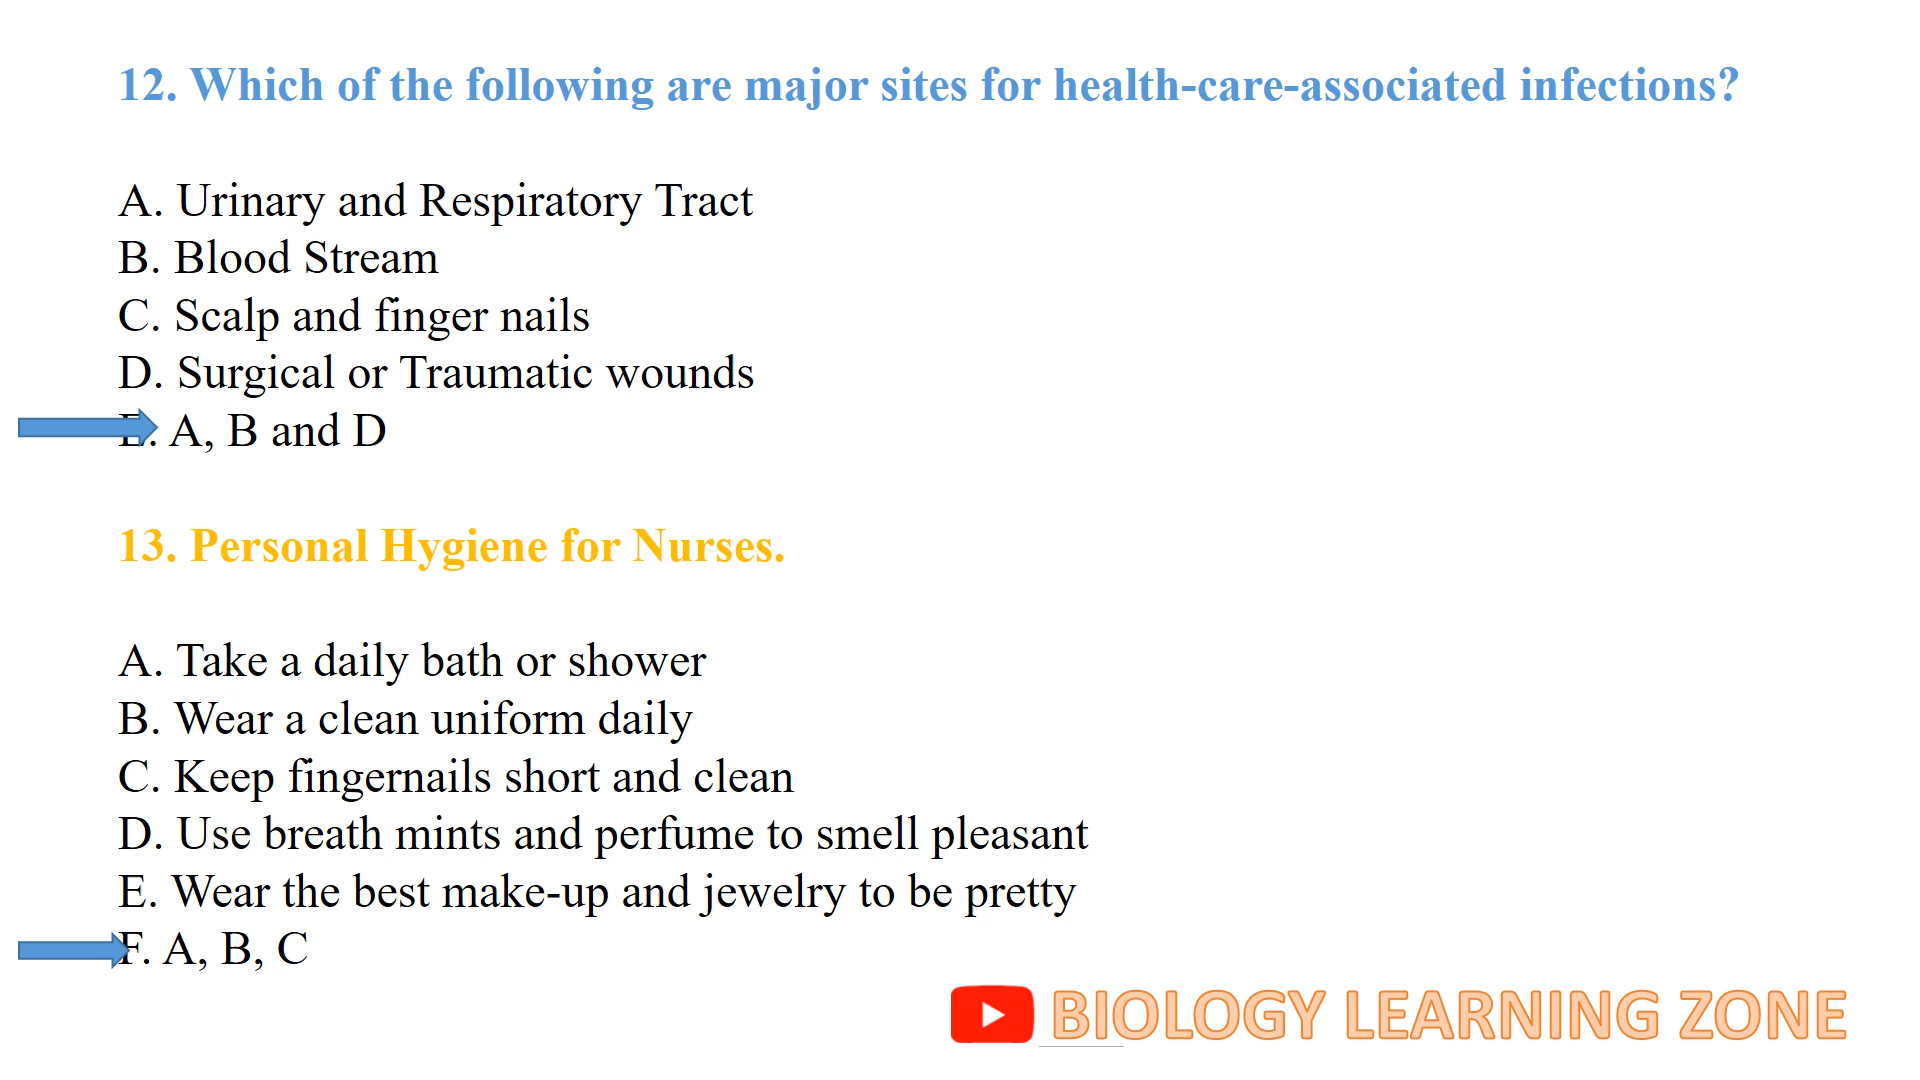 12. Which of the following are major sites for health-care-associated infections?
A. Urinary and Respiratory Tract
B. Blood Stream
C. Scalp and finger nails
D. Surgical or Traumatic wounds
E. A, B and D
13. Personal Hygiene for Nurses.
A. Take a daily bath or shower
B. Wear a clean uniform daily
C. Keep fingernails short and clean
D. Use breath mints and perfume to smell pleasant
E. Wear the best make-up and jewelry to be pretty
F. A, B, C
BIOLOGY LEARNING ZONE